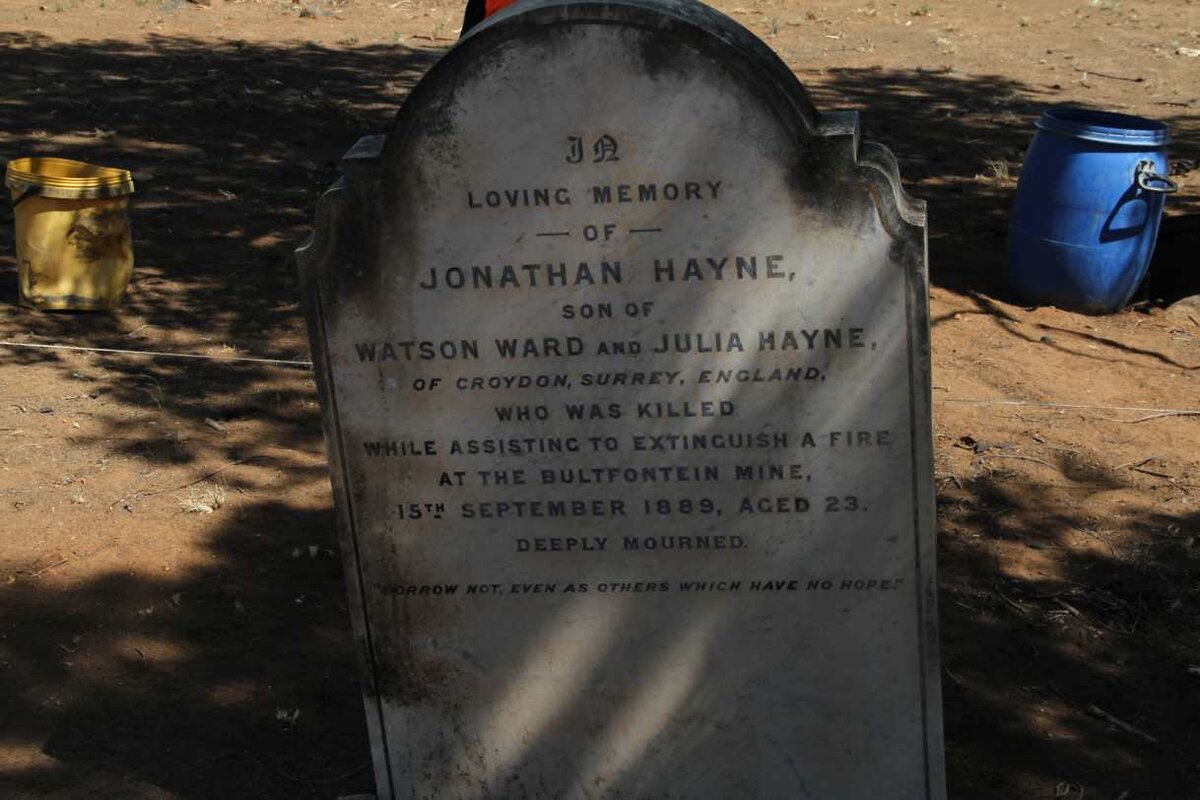 IN
LOVING MEMORY
— OF —
JONATHAN HAYNE,
SON OF
WATSON WARD AND JULIA HAYNE,
OF CROYDON, SURREY, ENGLAND,
WHO WAS KILLED
WHILE ASSISTING TO EXTINGUISH A FIRE
AT THE BULTFONTEIN MINE,
15TH SEPTEMBER 1889, AGED 23.
DEEPLY MOURNED.
"SORROW NOT, EVEN AS OTHERS WHICH HAVE NO HOPE."